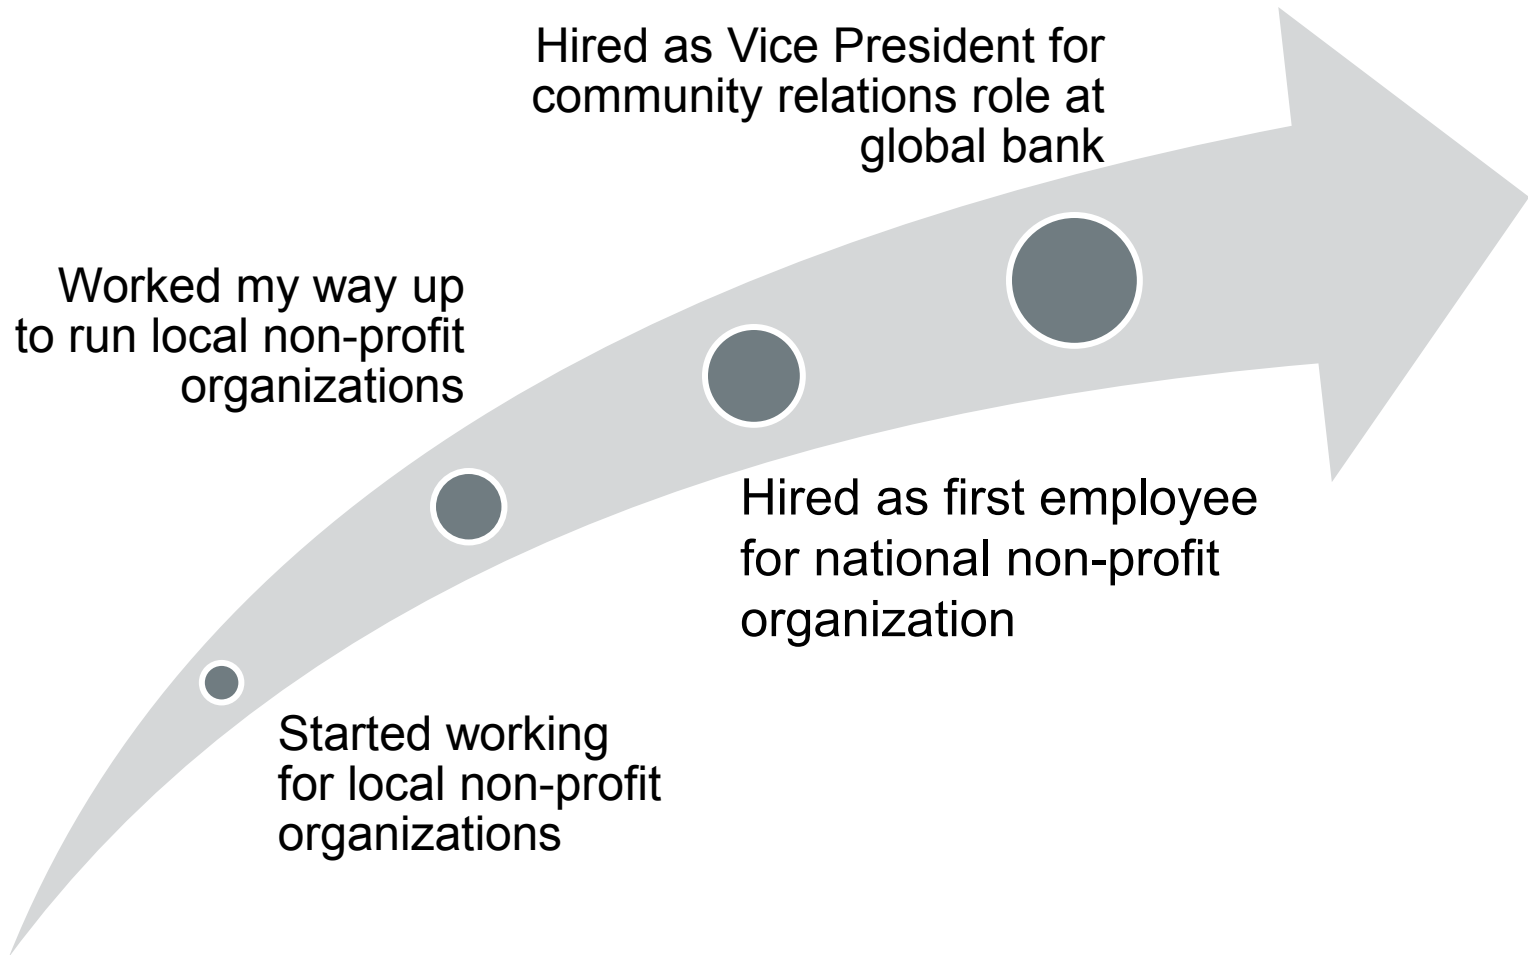 Hired as Vice President for
community relations role at
global bank
Worked my way up
to run local non-profit
organizations
Hired as first employee
for national non-profit
organization
Started working
for local non-profit
organizations